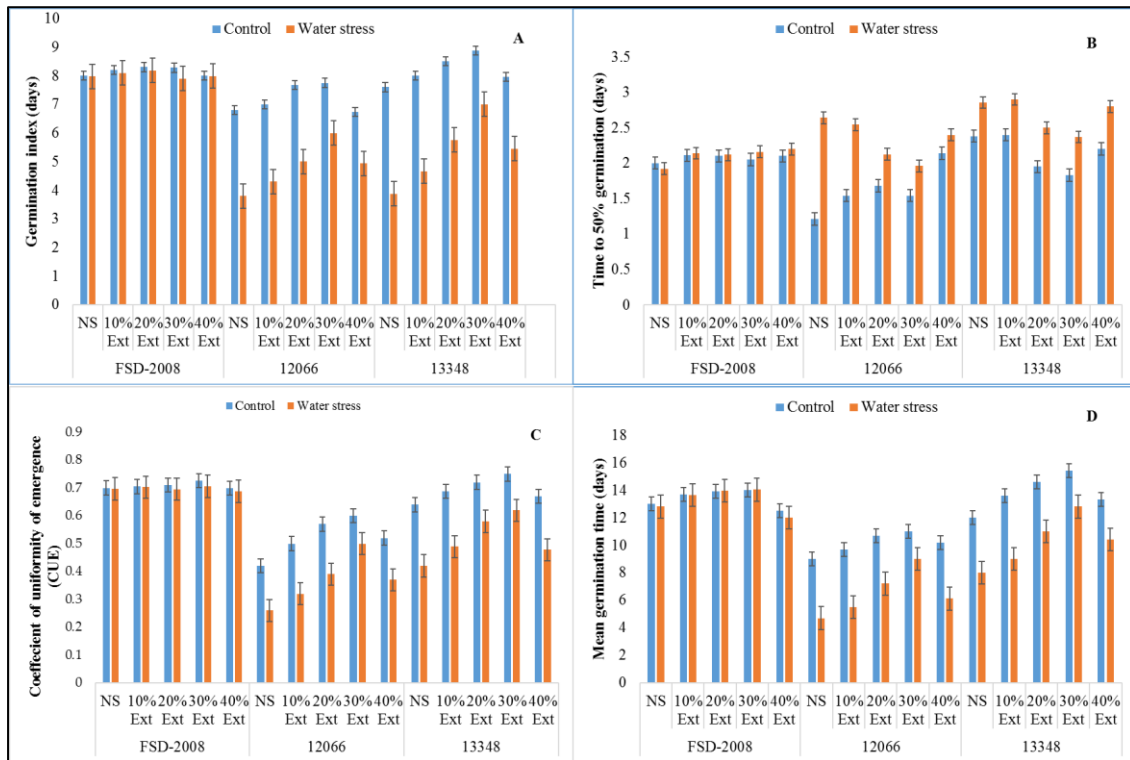 Control Water stress
A
Germination index (days)
10
9
8
7
6
5
4
3
2
1
0
NS 10% 20% 30% 40% NS 10% 20% 30% 40% NS 10% 20% 30% 40%
Ext Ext Ext Ext Ext Ext Ext Ext Ext Ext Ext Ext
FSD-2008 12066 13348
Control Water stress
B
Time to 50% germination (days)
3.5
3
2.5
2
1.5
1
0.5
0
NS 10% 20% 30% 40% NS 10% 20% 30% 40% NS 10% 20% 30% 40%
Ext Ext Ext Ext Ext Ext Ext Ext Ext Ext Ext Ext
FSD-2008 12066 13348
Control Water stress
C
Coeffecient of uniformity of emergence
(CUE)
0.9
0.8
0.7
0.6
0.5
0.4
0.3
0.2
0.1
0
NS 10% 20% 30% 40% NS 10% 20% 30% 40% NS 10% 20% 30% 40%
Ext Ext Ext Ext Ext Ext Ext Ext Ext Ext Ext Ext
FSD-2008 12066 13348
Control Water stress
D
Mean germination time (days)
18
16
14
12
10
8
6
4
2
0
NS 10% 20% 30% 40% NS 10% 20% 30% 40% NS 10% 20% 30% 40%
Ext Ext Ext Ext Ext Ext Ext Ext Ext Ext Ext Ext
FSD-2008 12066 13348